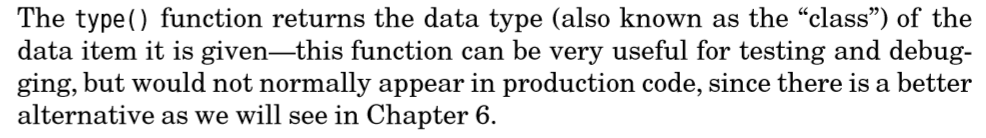 The type() function returns the data type (also known as the “class”) of the
data item it is given—this function can be very useful for testing and debug-
ging, but would not normally appear in production code, since there is a better
alternative as we will see in Chapter 6.